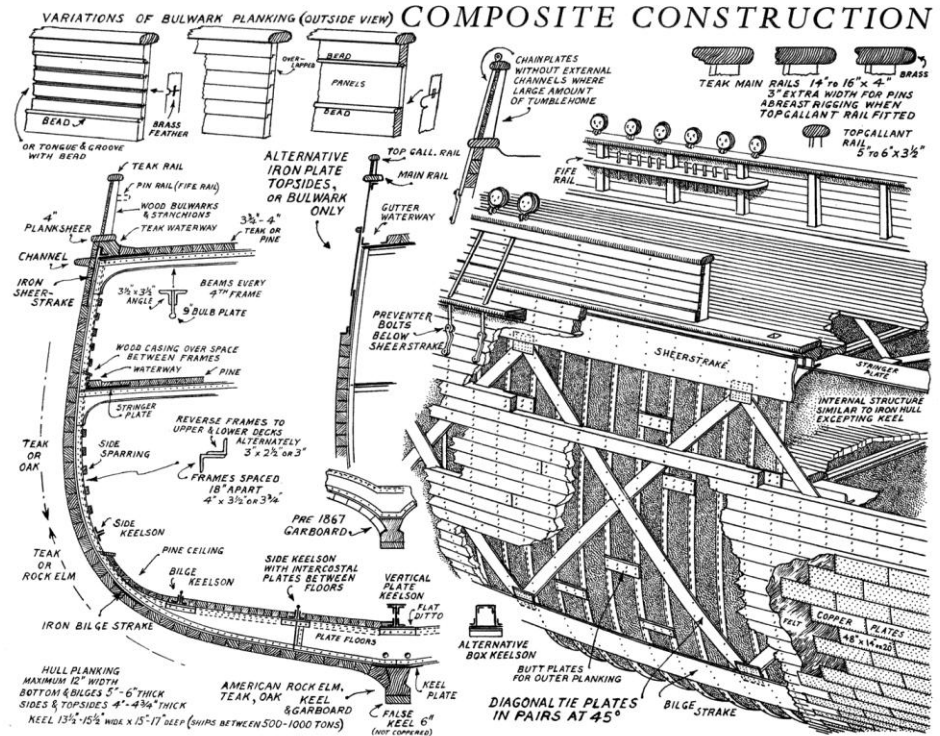 VARIATIONS OF BULWARK PLANKING (OUTSIDE VIEW)
COMPOSITE CONSTRUCTION
OVER-
LAPPED
BEAD
PANELS
BEAD
BEAD
BRASS
FEATHER
OR TONGUE & GROOVE
WITH BEAD
CHAINPLATES
WITHOUT EXTERNAL
CHANNELS WHERE
LARGE AMOUNT
OF TUMBLEHOME
BRASS
TEAK MAIN RAILS 14" TO 16" x 4"
3" EXTRA WIDTH FOR PINS
ABREAST RIGGING WHEN
TOPGALLANT RAIL FITTED
TOPGALLANT
RAIL
5" TO 6" x 3½"
FIFE
RAIL
TEAK RAIL
PIN RAIL (FIFE RAIL)
WOOD BULWARKS
& STANCHIONS
TEAK WATERWAY
4"
PLANKSHEER
CHANNEL
IRON
SHEER-
STRAKE
3¾"- 4"
TEAK OR
PINE
BEAMS EVERY
4TH FRAME
3½" x 3½"
ANGLE
9" BULB PLATE
ALTERNATIVE
IRON PLATE
TOPSIDES,
OR BULWARK
ONLY
TOP GALL. RAIL
MAIN RAIL
GUTTER
WATERWAY
WOOD CASING OVER SPACE
BETWEEN FRAMES
WATERWAY
PINE
STRINGER
PLATE
PREVENTER
BOLTS
BELOW
SHEERSTRAKE
SHEERSTRAKE
STRINGER
PLATE
INTERNAL STRUCTURE
SIMILAR TO IRON HULL
EXCEPTING KEEL
REVERSE FRAMES TO
UPPER & LOWER DECKS
ALTERNATELY
3" x 2½" OR 3"
FRAMES SPACED
18" APART
4" x 3½" OR 3¾"
TEAK
OR
OAK
SIDE
SPARRING
SIDE
KEELSON
PINE CEILING
BILGE
KEELSON
TEAK
OR
ROCK ELM
IRON BILGE STRAKE
PRE 1867
GARBOARD
SIDE KEELSON
WITH INTERCOSTAL
PLATES BETWEEN
FLOORS
VERTICAL
PLATE
KEELSON
FLAT
DITTO
PLATE FLOORS
ALTERNATIVE
BOX KEELSON
KEEL
PLATE
AMERICAN ROCK ELM,
TEAK, OAK
KEEL
& GARBOARD
FALSE
KEEL 6"
(NOT COPPERED)
HULL PLANKING
MAXIMUM 12" WIDTH
BOTTOM & BILGES 5"-6" THICK
SIDES & TOPSIDES 4"-4¾" THICK
KEEL 13½"-15½" WIDE x 15"-17" DEEP (SHIPS BETWEEN 500-1000 TONS)
BUTT PLATES
FOR OUTER PLANKING
DIAGONAL TIE PLATES
IN PAIRS AT 45°
BILGE
STRAKE
FELT
COPPER PLATES